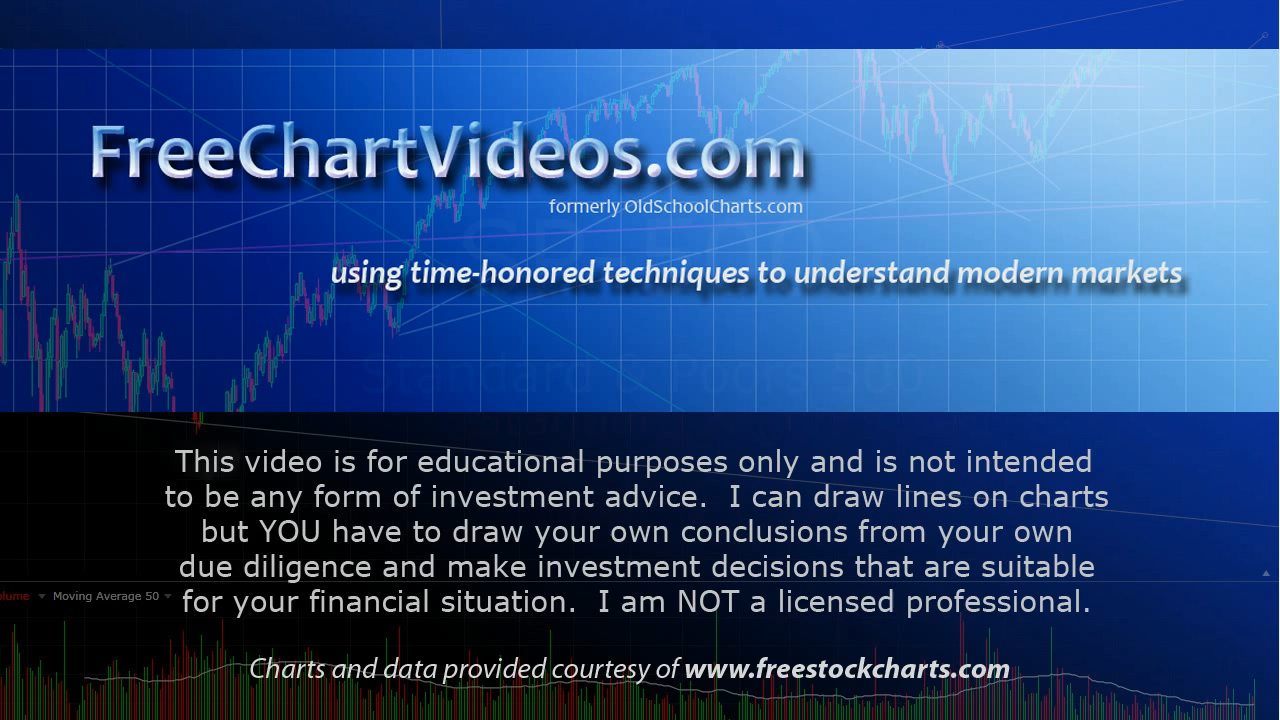 FreeChartVideos.com
formerly OldSchoolCharts.com
using time-honored techniques to understand modern markets
Standard & Poors 500
This video is for educational purposes only and is not intended
to be any form of investment advice.  I can draw lines on charts
but YOU have to draw your own conclusions from your own
due diligence and make investment decisions that are suitable
for your financial situation.  I am NOT a licensed professional.
Moving Average 50
Charts and data provided courtesy of www.freestockcharts.com